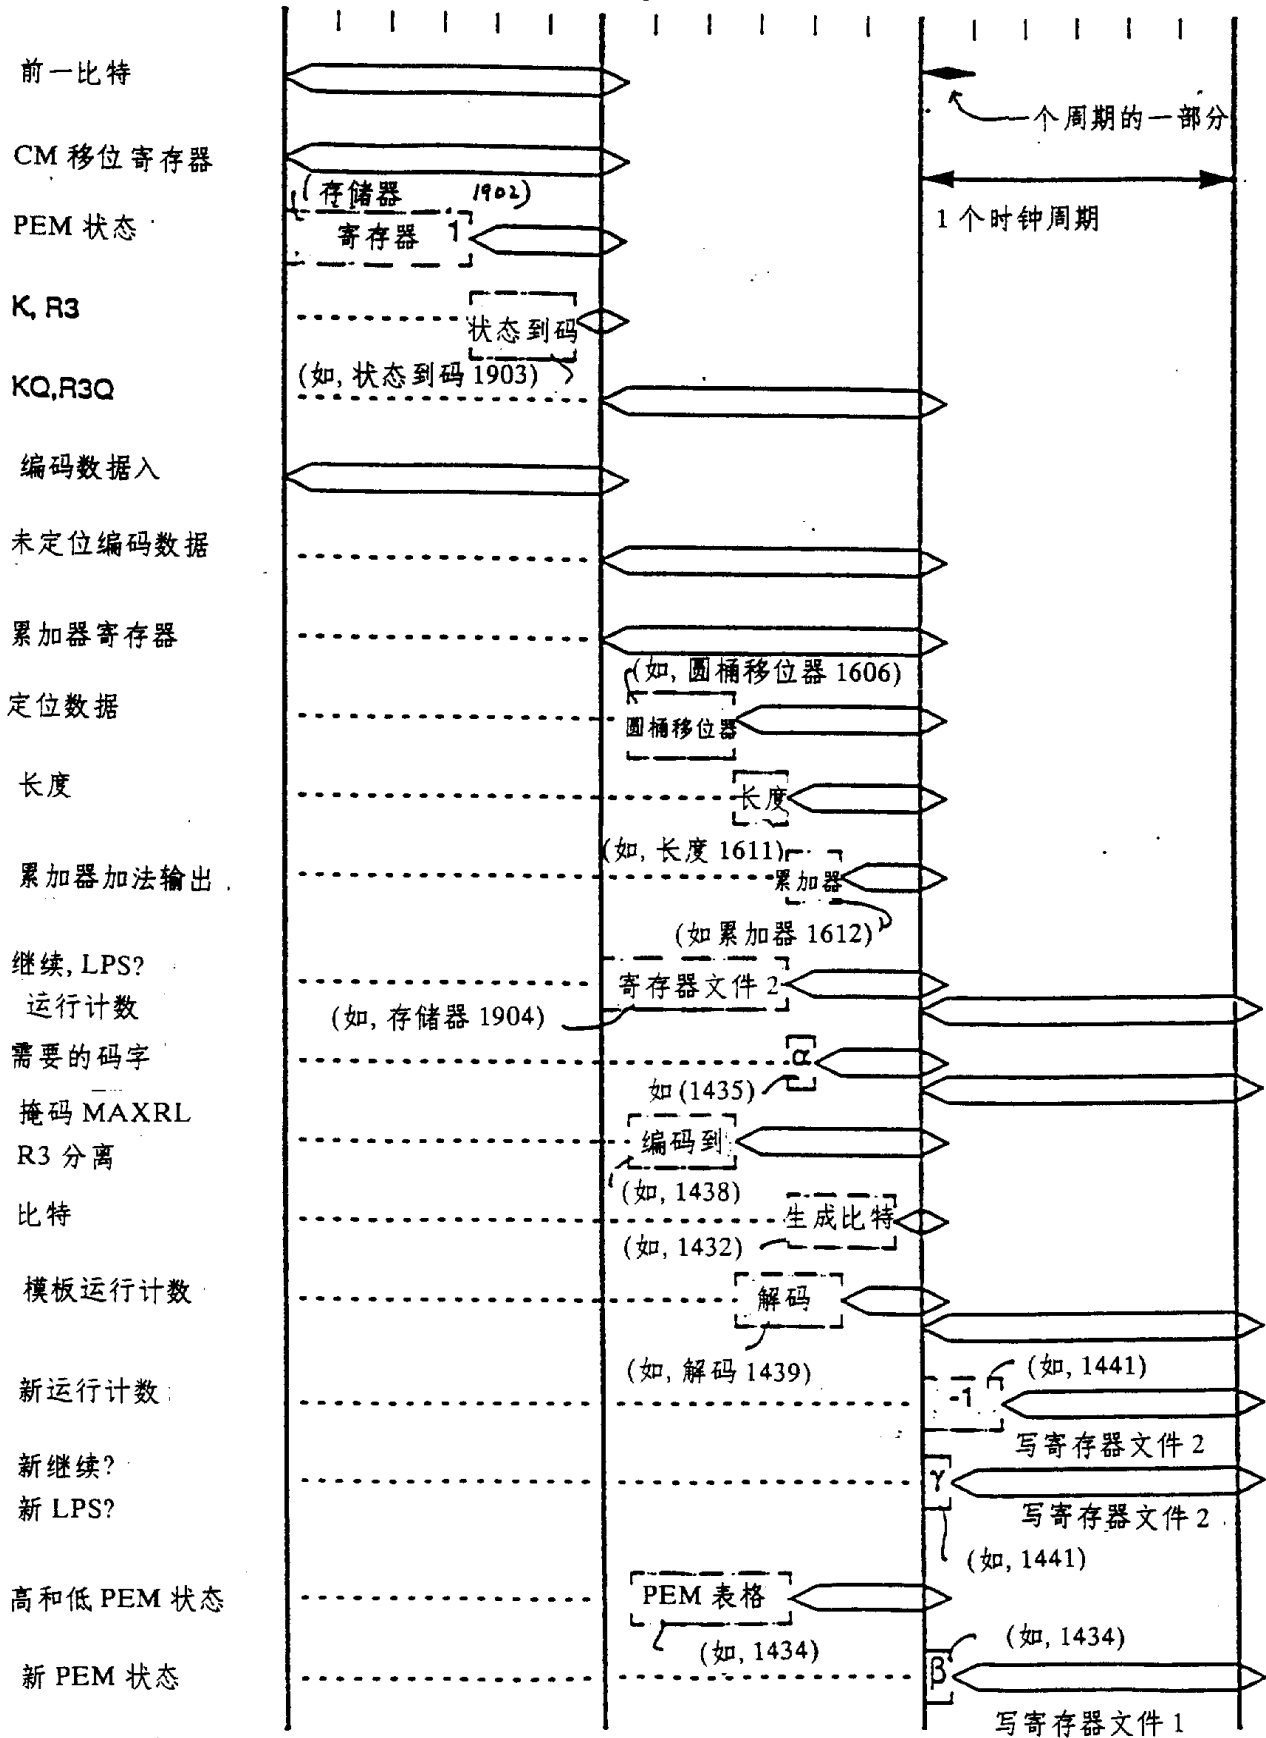 前一比特
一个周期的一部分
CM 移位寄存器
(存储器 1902)
PEM 状态
寄存器 1
1 个时钟周期
K, R3
状态到码
(如, 状态到码 1903)
KQ,R3Q
编码数据入
未定位编码数据
累加器寄存器
(如, 圆桶移位器 1606)
定位数据
圆桶移位器
长度
长度
(如, 长度 1611)
累加器加法输出
累加器
(如累加器 1612)
继续, LPS?
寄存器文件 2
运行计数
(如, 存储器 1904)
需要的码字
α
如 (1435)
掩码 MAXRL
编码到
R3 分离
(如, 1438)
比特
生成比特
(如, 1432)
模板运行计数
解码
(如, 解码 1439)
(如, 1441)
新运行计数
-1
写寄存器文件 2
新继续?
γ
新 LPS?
写寄存器文件 2
(如, 1441)
高和低 PEM 状态
PEM 表格
(如, 1434)
(如, 1434)
新 PEM 状态
β
写寄存器文件 1